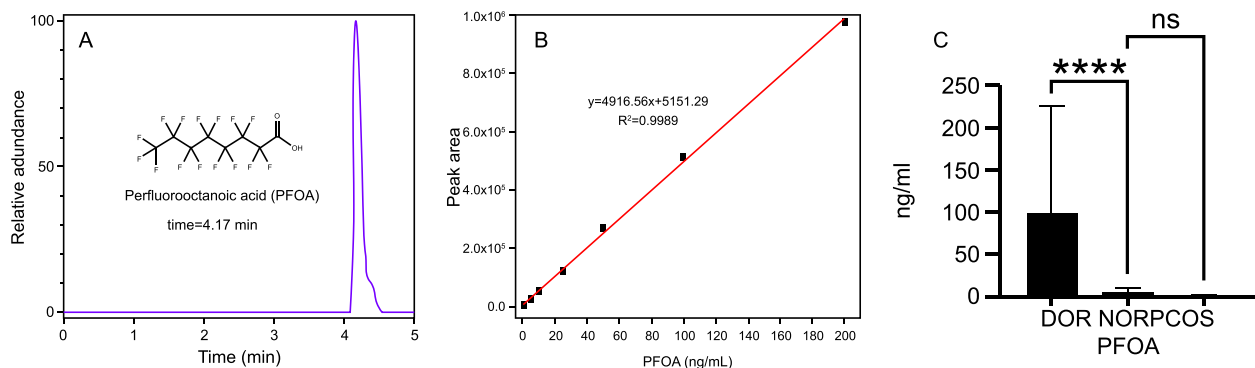 A
Relative adundance
100
50
0
F F F F F F O
F
F OH
F F F F F F F F
Perfluorooctanoic acid (PFOA)
time=4.17 min
0 1 2 3 4 5
Time (min)
B
Peak area
1.0x10⁶
8.0x10⁵
6.0x10⁵
4.0x10⁵
2.0x10⁵
0.0
y=4916.56x+5151.29
R²=0.9989
0 20 40 60 80 100 120 140 160 180 200
PFOA (ng/mL)
C
ns
****
ng/ml
250
200
150
100
50
0
DOR NORPCOS
PFOA